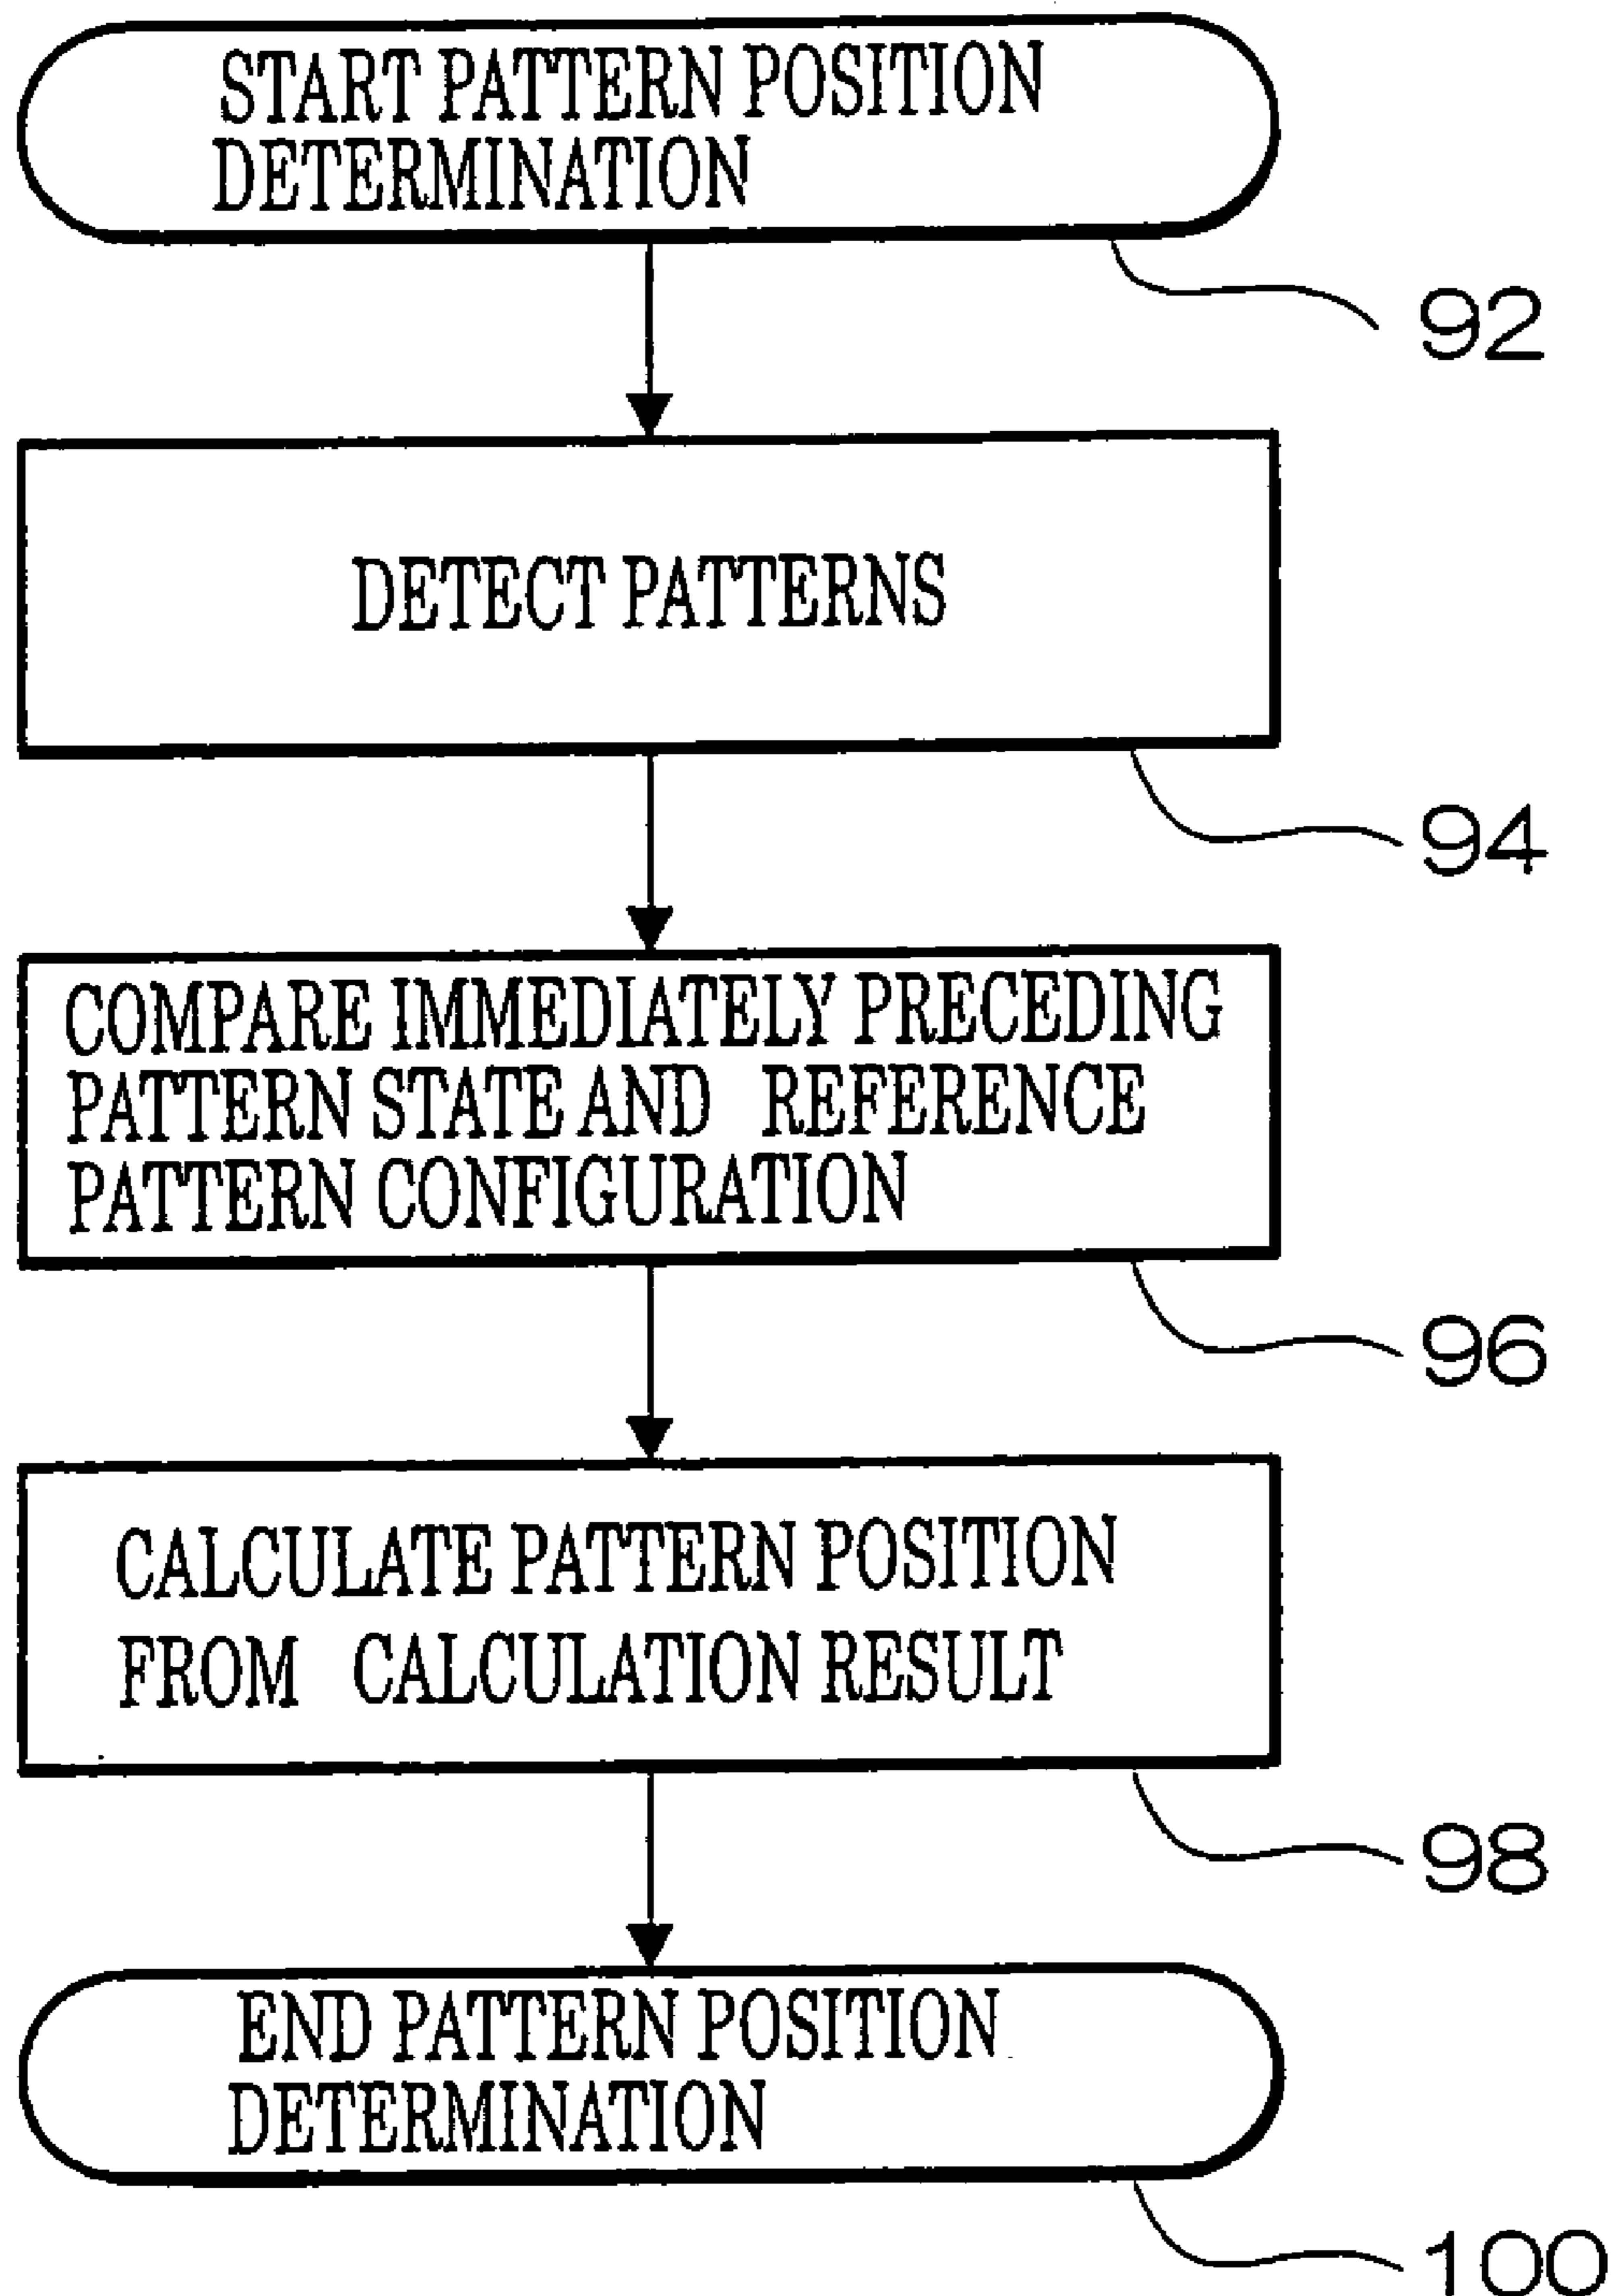 START PATTERN POSITION
DETERMINATION
92
DETECT PATTERNS
94
COMPARE IMMEDIATELY PRECEDING
PATTERN STATE AND REFERENCE
PATTERN CONFIGURATION
96
CALCULATE PATTERN POSITION
FROM CALCULATION RESULT
98
END PATTERN POSITION
DETERMINATION
100